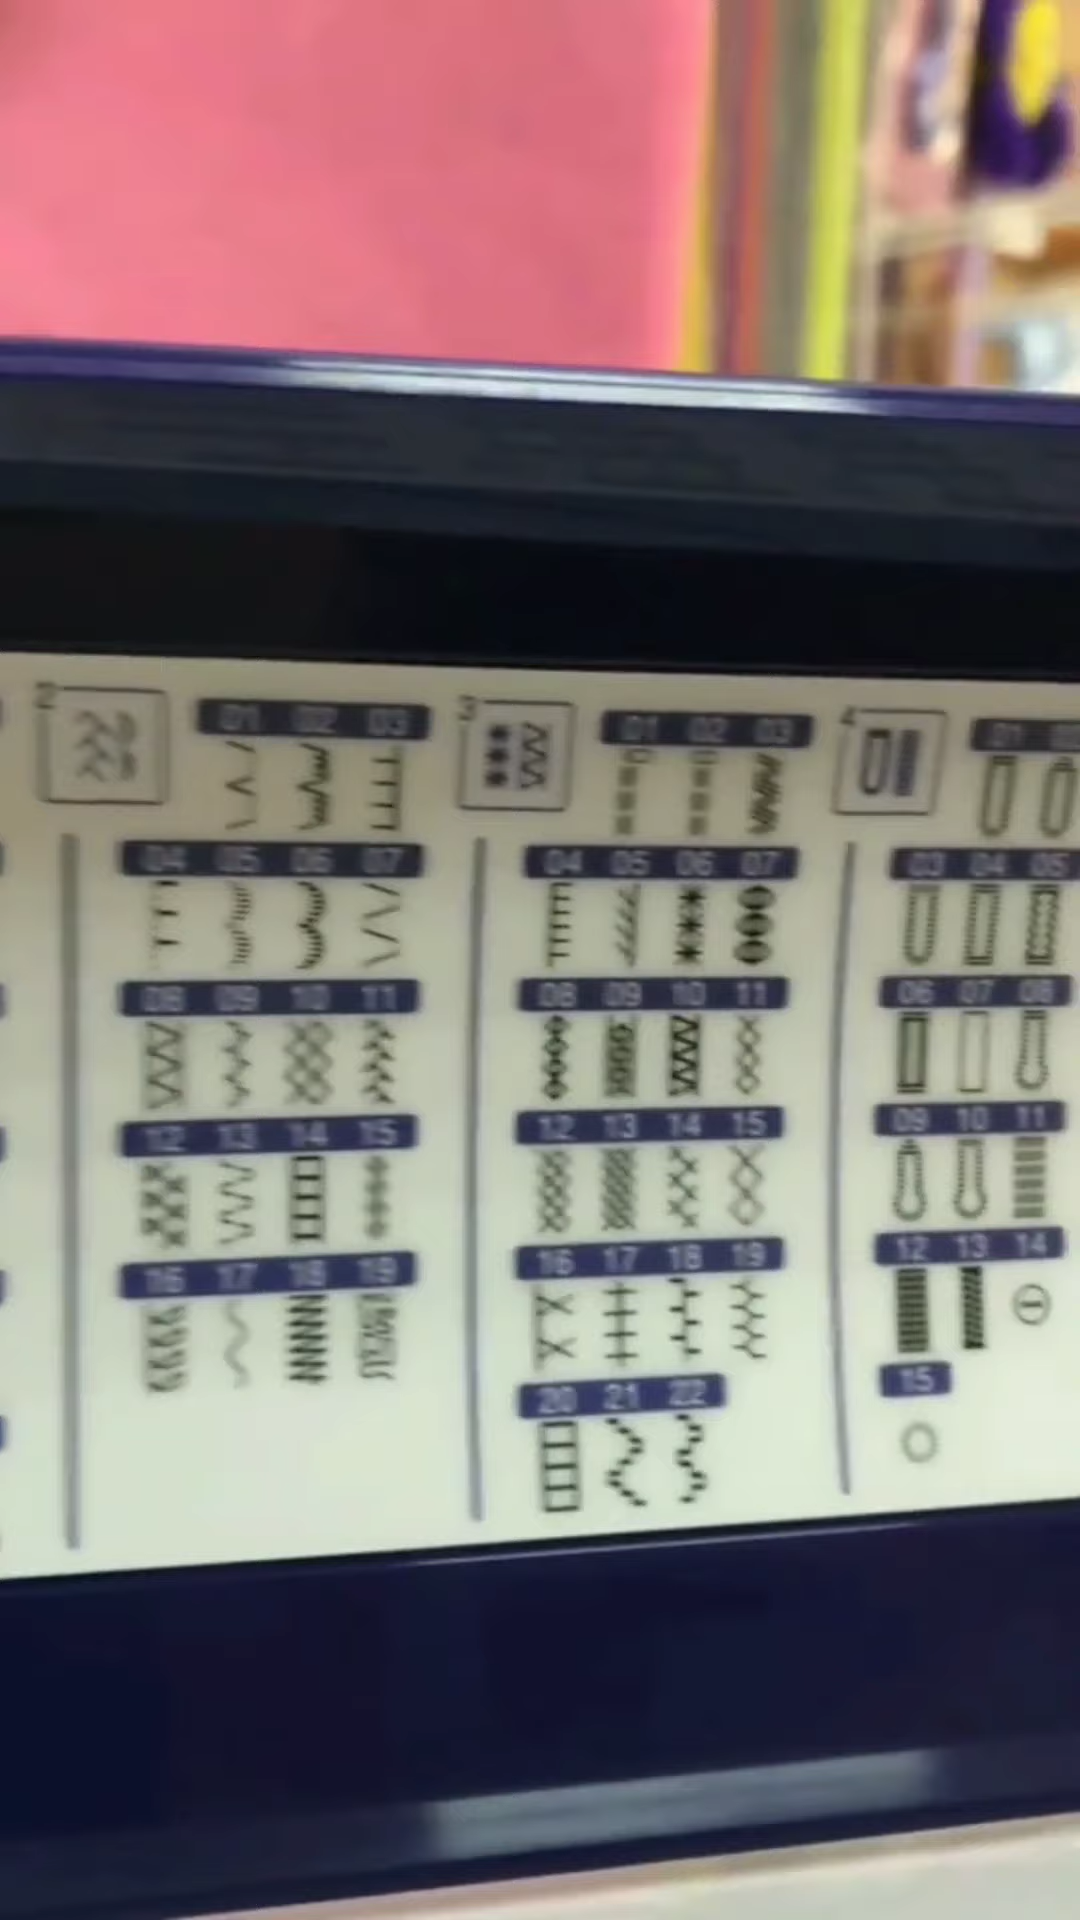 2
01 02 03
04 05 06 07
08 09 10 11
12 13 14 15
16 17 18 19
3
01 02 03
04 05 06 07
08 09 10 11
12 13 14 15
16 17 18 19
20 21 22
4
01
03 04 05
06 07 08
09 10 11
12 13 14
15